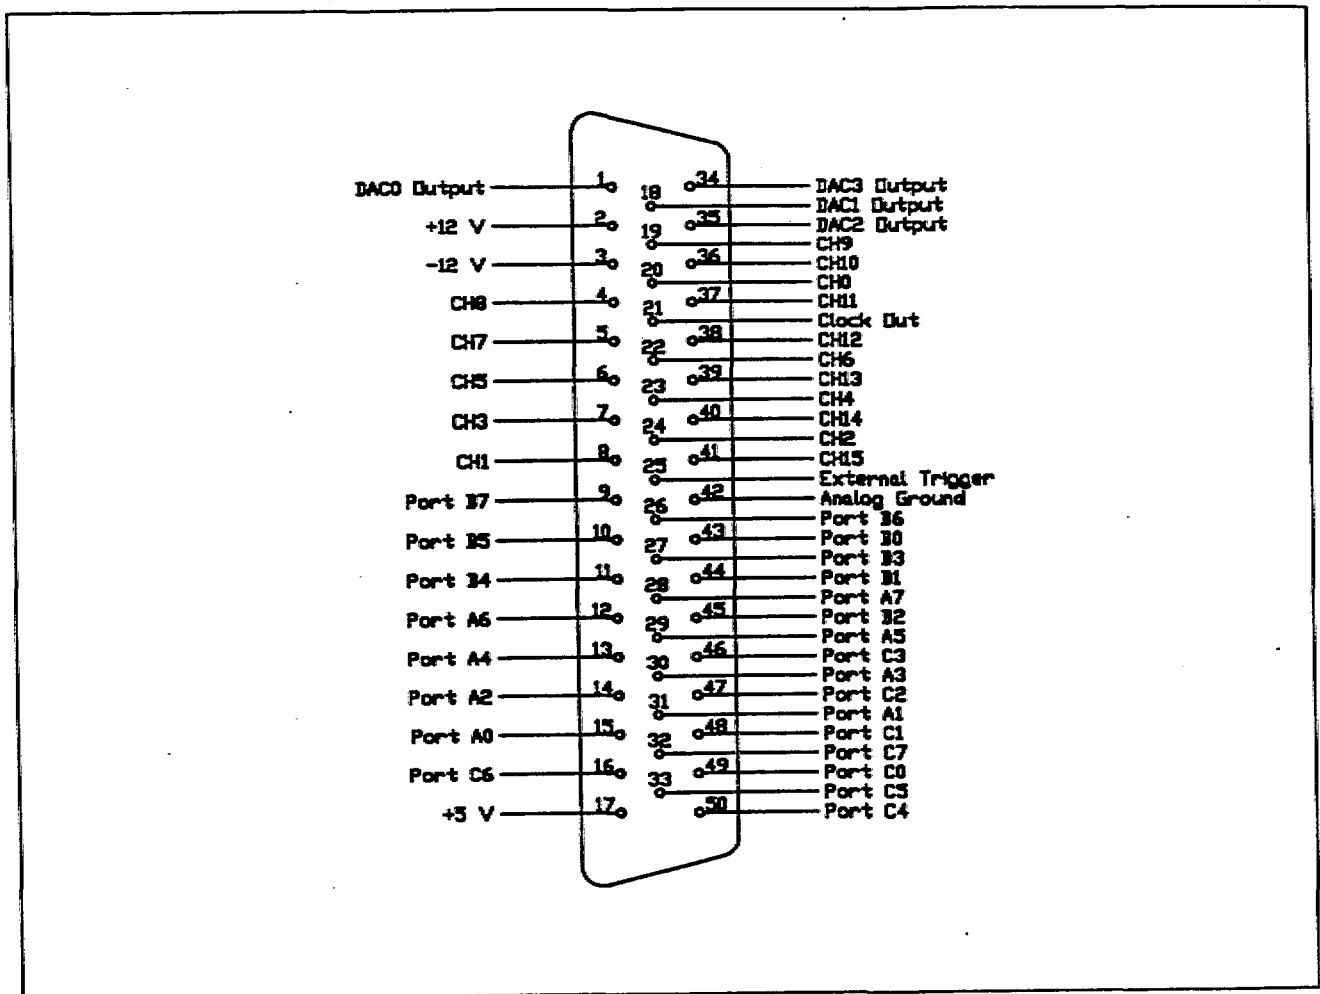 DAC0 Output 1 34 DAC3 Output
18 DAC1 Output
+12 V 2 35 DAC2 Output
19 CH9
-12 V 3 36 CH10
20 CH0
CH8 4 37 CH11
21 Clock Out
CH7 5 38 CH12
22 CH6
CH5 6 39 CH13
23 CH4
CH3 7 40 CH14
24 CH2
CH1 8 41 CH15
25 External Trigger
Port B7 9 42 Analog Ground
26 Port B6
Port B5 10 43 Port B0
27 Port B3
Port B4 11 44 Port B1
28 Port A7
Port A6 12 45 Port B2
29 Port A5
Port A4 13 46 Port C3
30 Port A3
Port A2 14 47 Port C2
31 Port A1
Port A0 15 48 Port C1
32 Port C7
Port C6 16 49 Port C0
33 Port C5
+5 V 17 50 Port C4